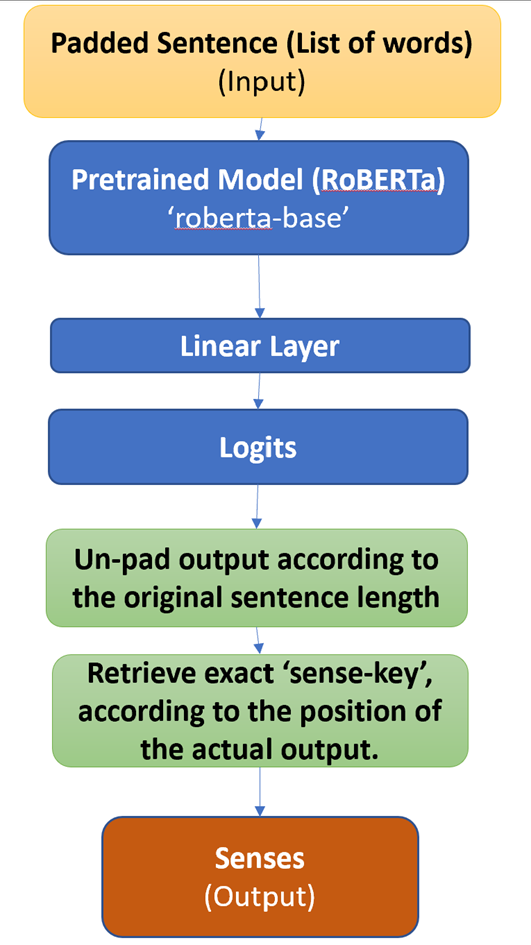 Padded Sentence (List of words)
(Input)
Pretrained Model (RoBERTa)
‘roberta-base’
Linear Layer
Logits
Un-pad output according to
the original sentence length
Retrieve exact ‘sense-key’,
according to the position of
the actual output.
Senses
(Output)